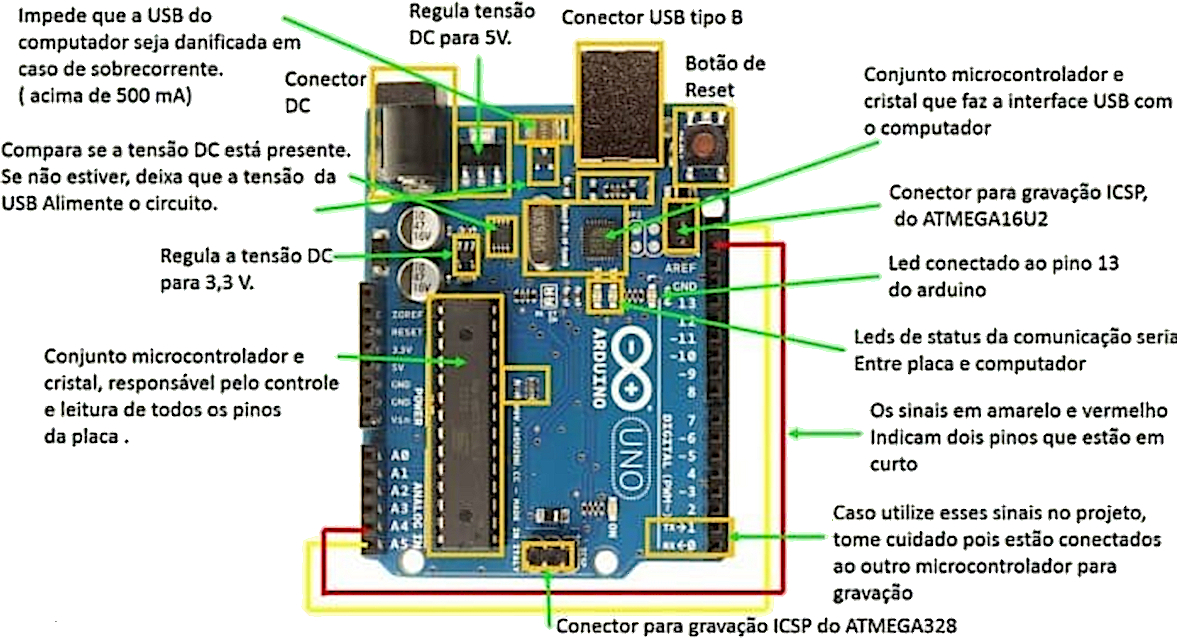 Impede que a USB do
computador seja danificada em
caso de sobrecorrente.
( acima de 500 mA)
Regula tensão
DC para 5V.
Conector USB tipo B
Conector
DC
Botão de
Reset
Conjunto microcontrolador e
cristal que faz a interface USB com
o computador
Compara se a tensão DC está presente.
Se não estiver, deixa que a tensão da
USB Alimente o circuito.
Conector para gravação ICSP,
do ATMEGA16U2
Regula a tensão DC
para 3,3 V.
Led conectado ao pino 13
do arduino
Leds de status da comunicação seria
Entre placa e computador
Conjunto microcontrolador e
cristal, responsável pelo controle
e leitura de todos os pinos
da placa .
Os sinais em amarelo e vermelho
Indicam dois pinos que estão em
curto
Caso utilize esses sinais no projeto,
tome cuidado pois estão conectados
ao outro microcontrolador para
gravação
Conector para gravação ICSP do ATMEGA328
IOREF
RESET
3.3V
5V
GND
GND
Vin
POWER
A0
A1
A2
A3
A4
A5
ANALOG IN
AREF
GND
13
12
~11
~10
~9
8
7
~6
~5
4
~3
2
TX→1
RX←0
DIGITAL (PWM~)
ARDUINO
UNO
ON